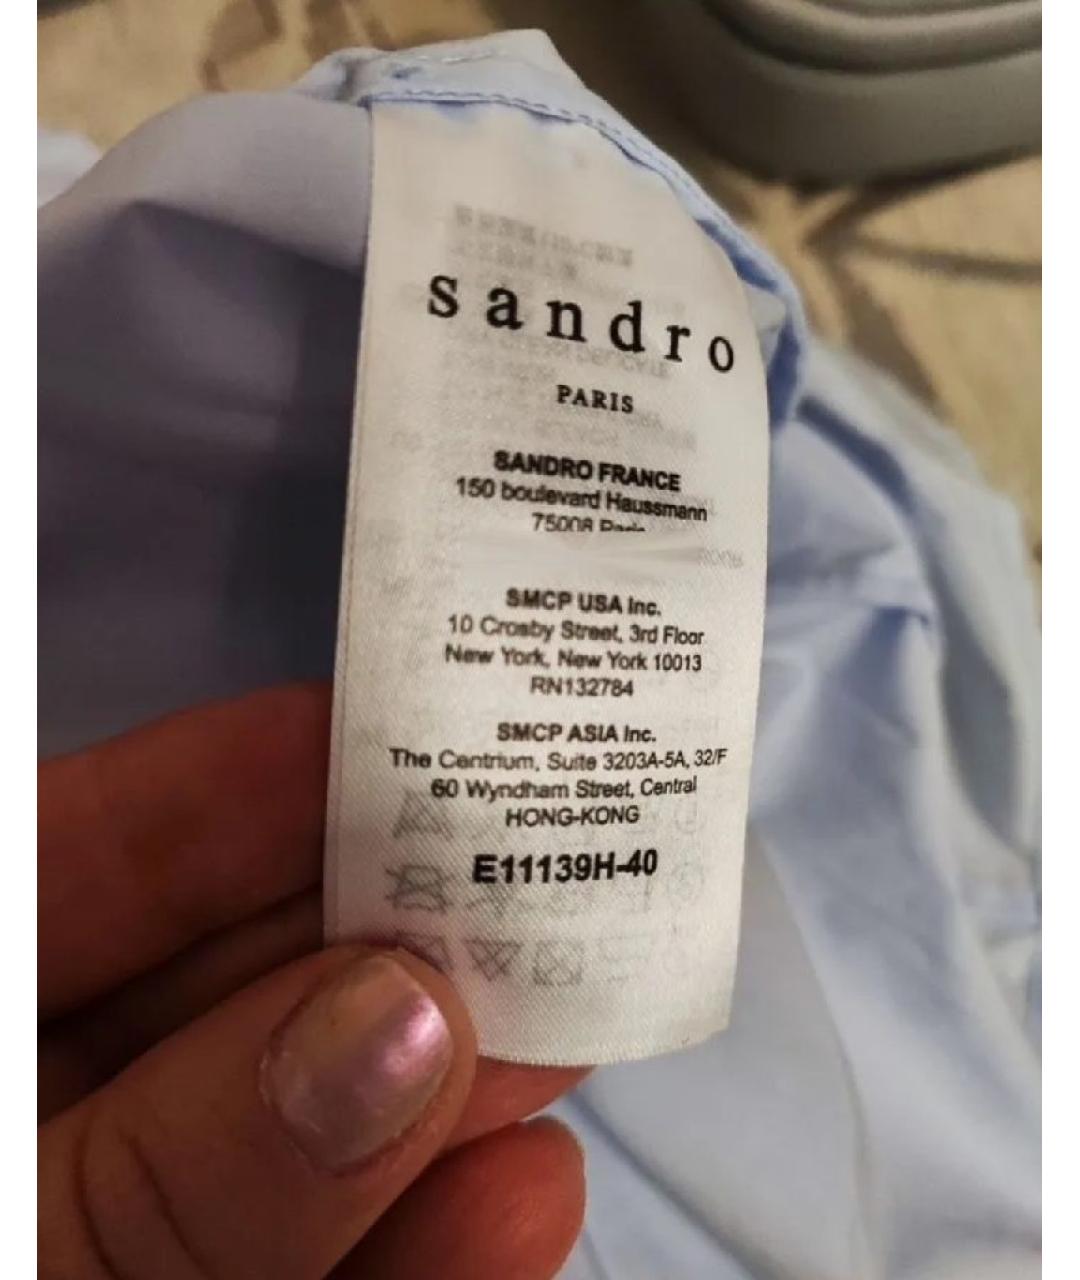 sandro
PARIS
SANDRO FRANCE
150 boulevard Haussmann
75008 Paris
SMCP USA Inc.
10 Crosby Street, 3rd Floor
New York, New York 10013
RN132784
SMCP ASIA Inc.
The Centrium, Suite 3203A-5A, 32/F
60 Wyndham Street, Central
HONG-KONG
E11139H-40